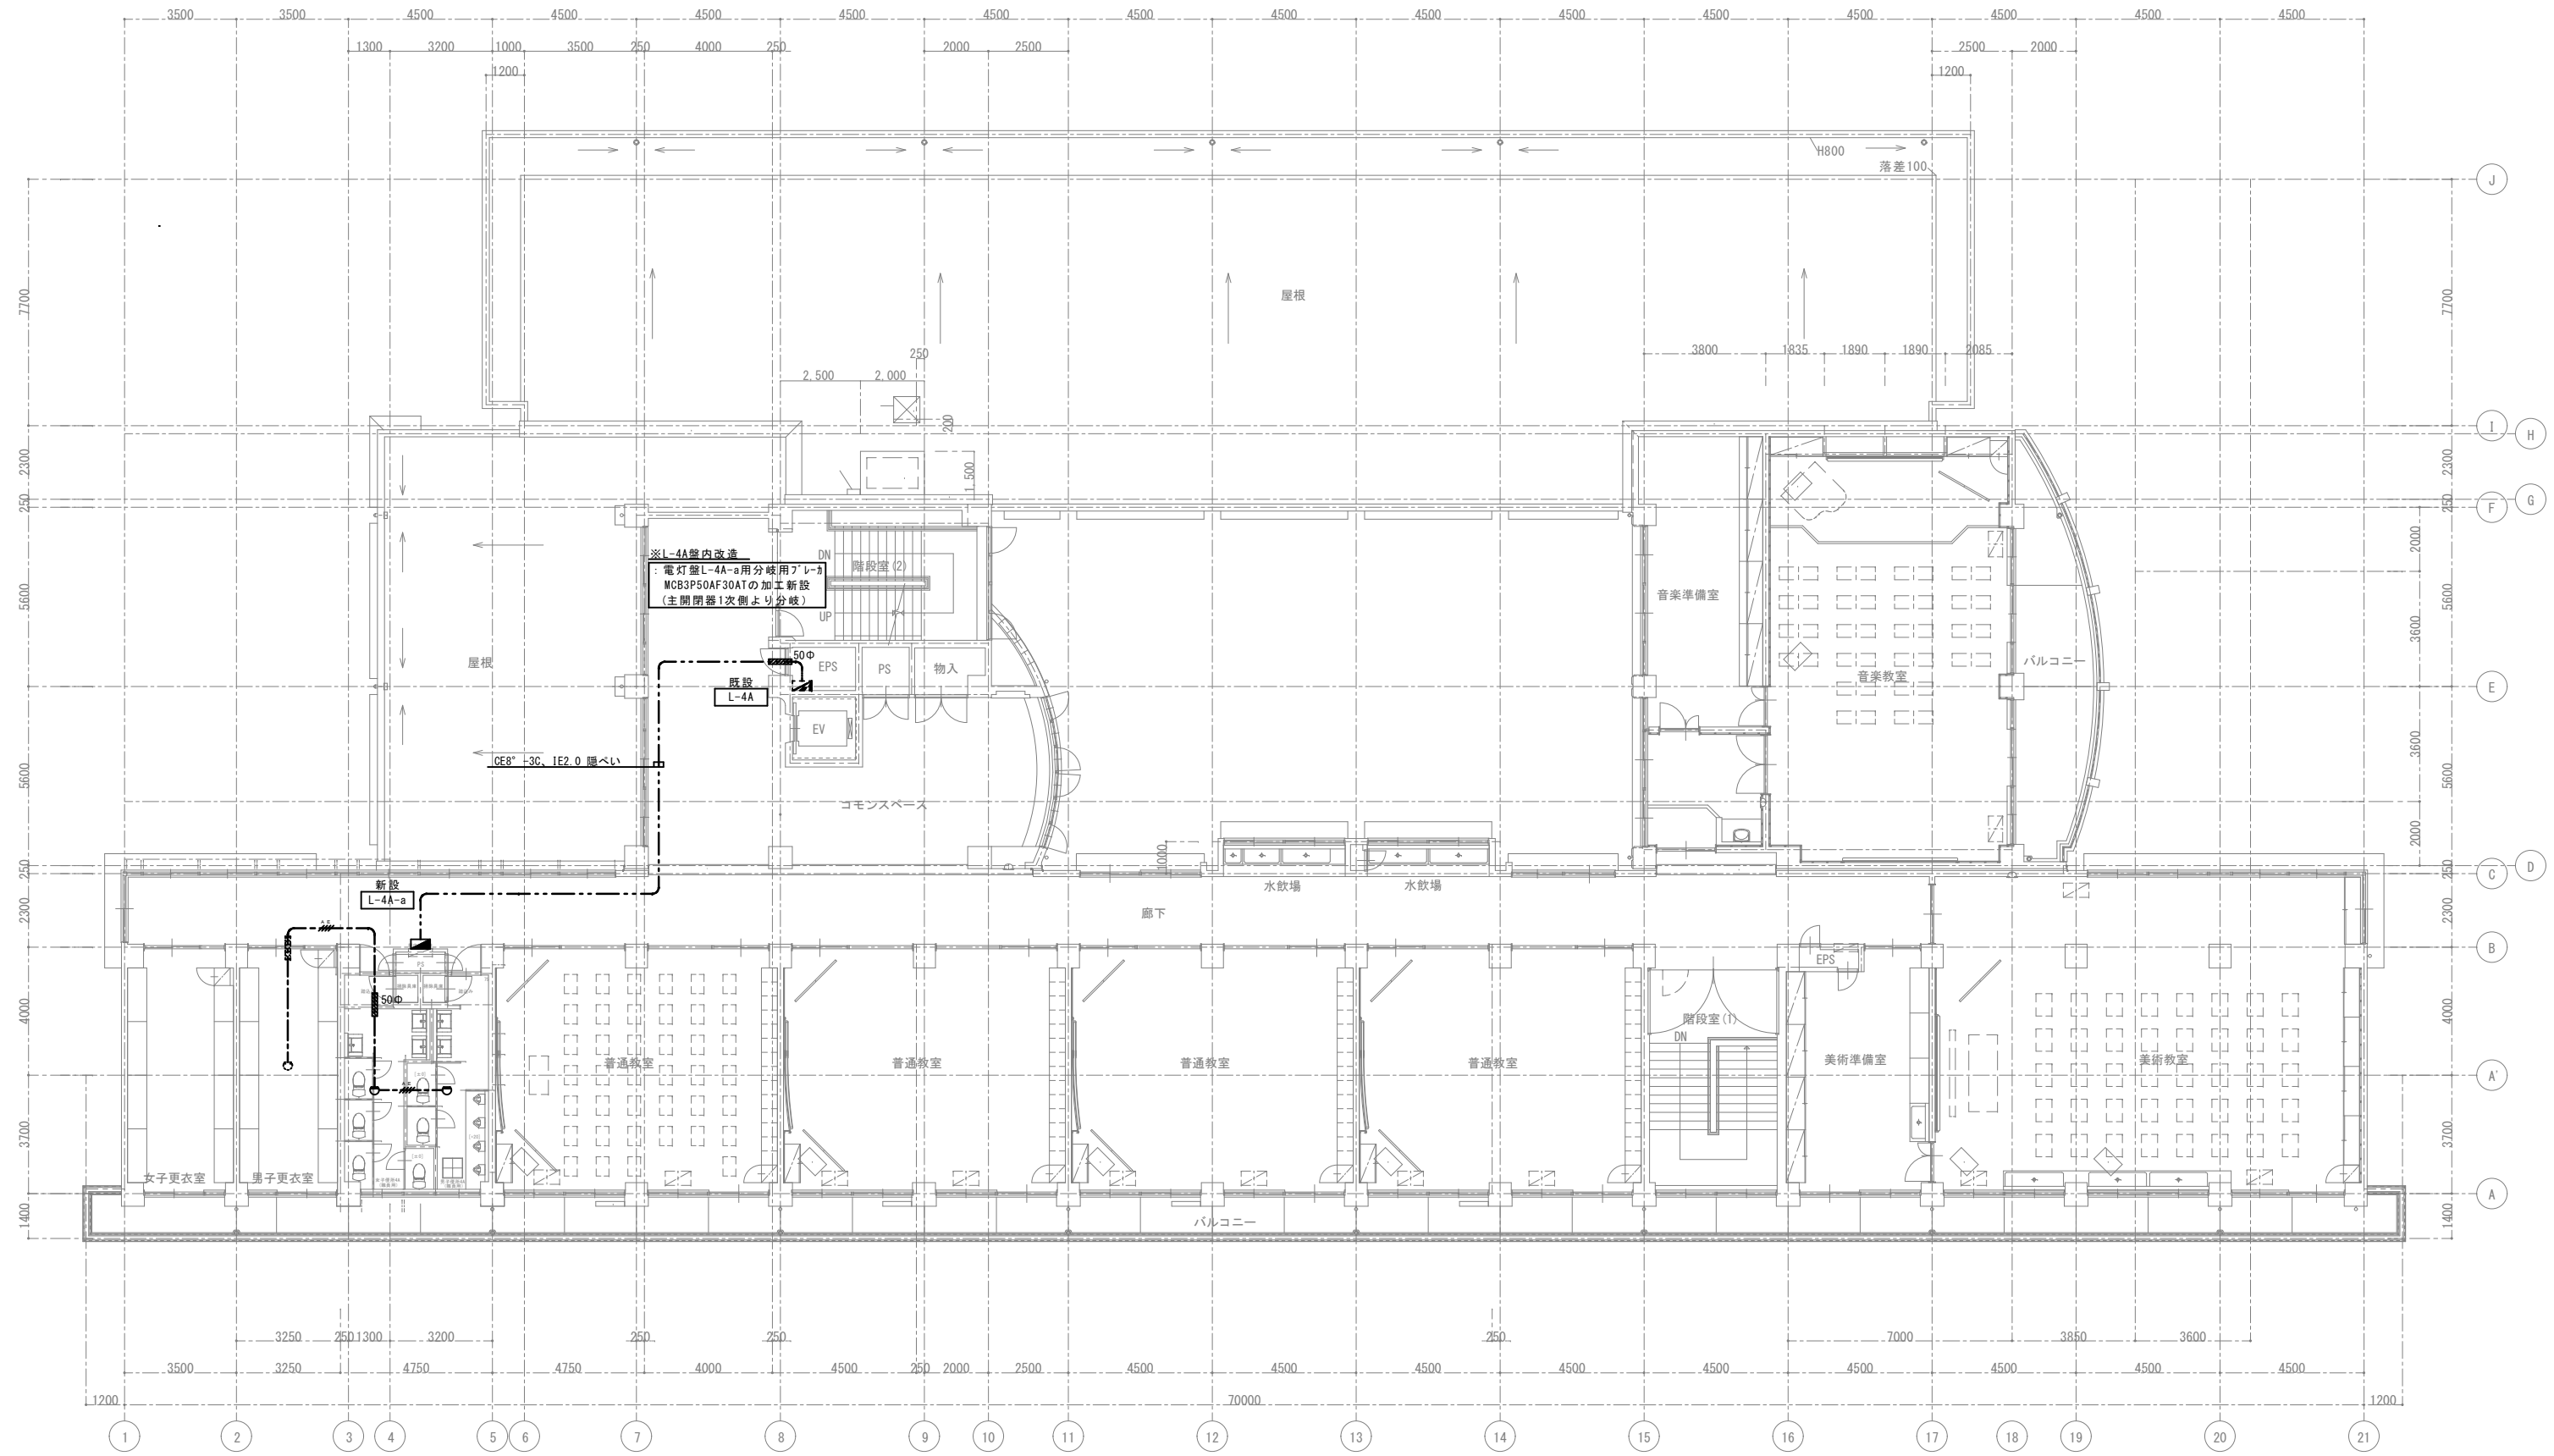 3500 3500 4500 4500 4500 4500 4500 4500 4500 4500 4500 4500 4500 4500 4500 4500
1300 3200 1000 3500 250 4000 250 2000 2500 2500 2000
1200 1200
H800
落差100
J
7700 屋根 7700
250
3800 1835 1890 1890 2085
2,500 2,000
200
I
H
2300 1,500 2300
250 250
G
F
※L-4A盤内改造
:電灯盤L-4A-a用分岐用ブレーカ
MCB3P50AF30ATの加工新設
(主開閉器1次側より分岐)
DN
階段室(2)
UP
2000
5600 音楽準備室 5600
3600
屋根 50Φ EPS PS 物入 バルコニー
音楽教室
既設
L-4A
E
EV
CE8°-3C、IE2.0 隠ぺい
5600 3600 5600
コモンスペース
2000
1000
250 250
D
C
新設
L-4A-a
水飲場 水飲場
2300 廊下 2300
A E
B
PS EPS
50Φ
4000 4000
階段室(1)
DN
普通教室 普通教室 普通教室 普通教室 美術準備室 美術教室
A'
A E
3700 3700
女子更衣室 男子更衣室
A
1400 バルコニー 1400
3250 250 1300 3200 250 250 250 7000 3850 3600
3500 3250 4750 4750 4000 4500 250 2000 2500 4500 4500 4500 4500 4500 4500 4500 4500 4500
1200 70000 1200
1 2 3 4 5 6 7 8 9 10 11 12 13 14 15 16 17 18 19 20 21